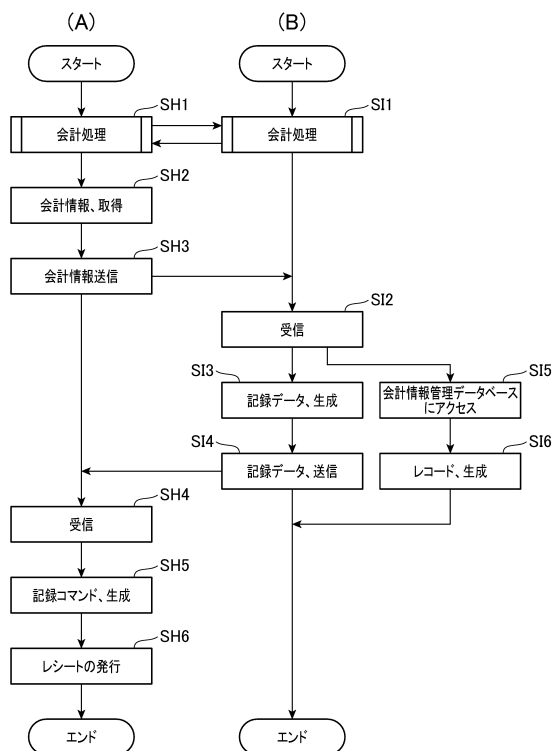 (A)
(B)
スタート
スタート
SH1
SI1
会計処理
会計処理
SH2
会計情報、取得
SH3
会計情報送信
SI2
受信
SI3
SI5
記録データ、生成
会計情報管理データベース
にアクセス
SI4
SI6
記録データ、送信
レコード、生成
SH4
受信
SH5
記録コマンド、生成
SH6
レシートの発行
エンド
エンド